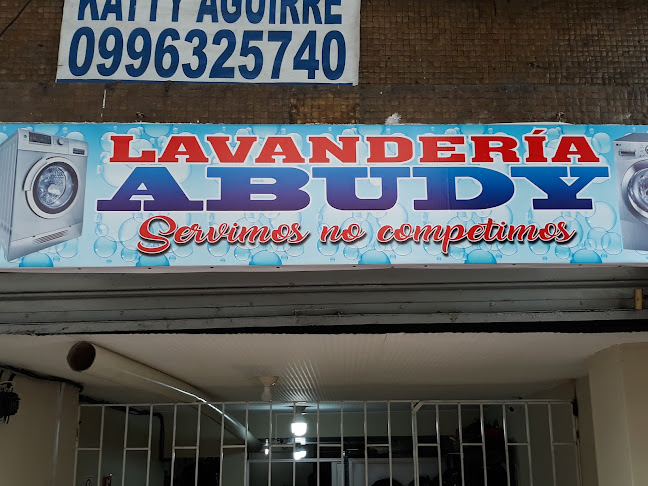 KATTY AGUIRRE
0996325740
LAVANDERÍA
ABUDY
Servimos no competimos